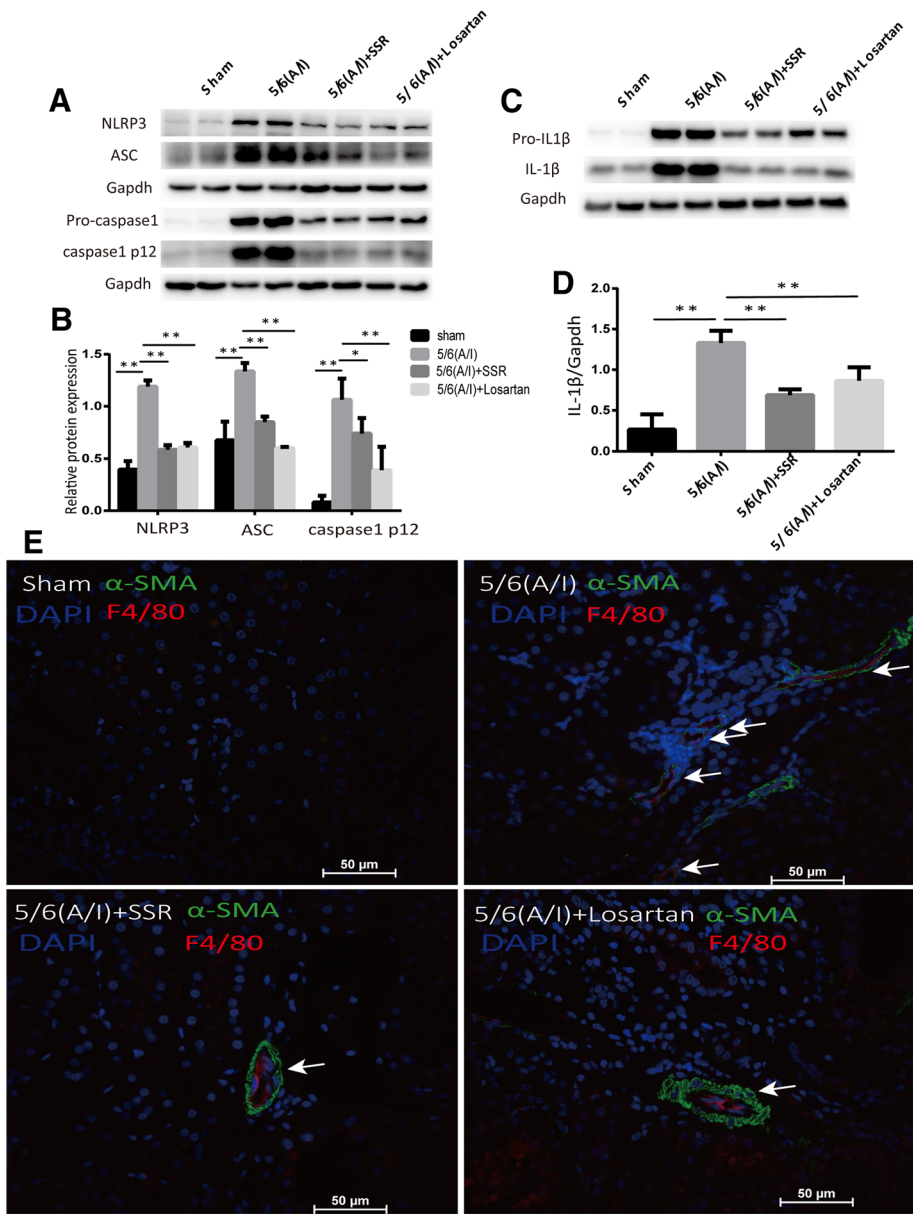 A
Sham
5/6(A/I)
5/6(A/I)+SSR
5/ 6(A/I)+Losartan
NLRP3
ASC
Gapdh
Pro-caspase1
caspase1 p12
Gapdh
C
Sham
5/6(A/I)
5/6(A/I)+SSR
5/ 6(A/I)+Losartan
Pro-IL1β
IL-1β
Gapdh
B
sham
5/6(A/I)
5/6(A/I)+SSR
5/6(A/I)+Losartan
Relative protein expression
1.5
1.0
0.5
0.0
** ** **
** ** **
** * **
NLRP3 ASC caspase1 p12
D
IL-1β/Gapdh
2.0
1.5
1.0
0.5
0.0
**
** **
Sham
5/6(A/I)
5/6(A/I)+SSR
5/ 6(A/I)+Losartan
E
Sham α-SMA
DAPI F4/80
50 µm
5/6(A/I) α-SMA
DAPI F4/80
50 µm
5/6(A/I)+SSR α-SMA
DAPI F4/80
50 µm
5/6(A/I)+Losartan α-SMA
DAPI F4/80
50 µm